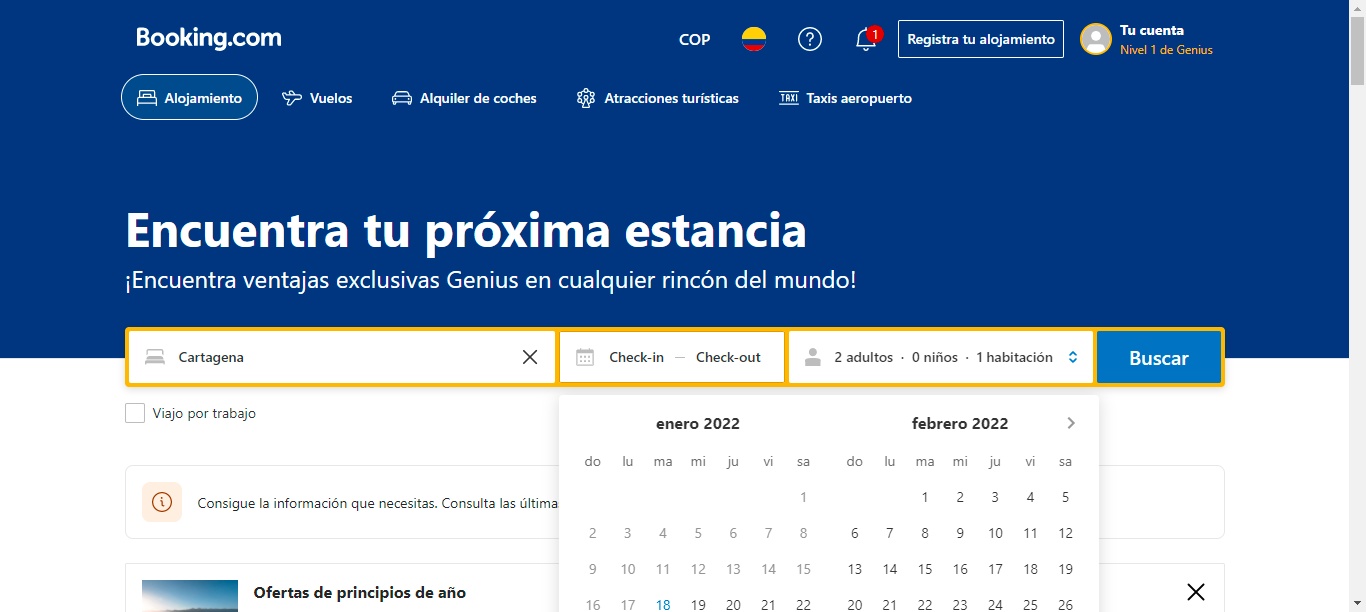 Booking.com
COP
1
Registra tu alojamiento
Tu cuenta
Nivel 1 de Genius
Alojamiento
Vuelos
Alquiler de coches
Atracciones turísticas
TAXI Taxis aeropuerto
Encuentra tu próxima estancia
¡Encuentra ventajas exclusivas Genius en cualquier rincón del mundo!
Cartagena
Check-in — Check-out
2 adultos · 0 niños · 1 habitación
Buscar
Viajo por trabajo
enero 2022
do lu ma mi ju vi sa
1
2 3 4 5 6 7 8
9 10 11 12 13 14 15
16 17 18 19 20 21 22
febrero 2022
do lu ma mi ju vi sa
1 2 3 4 5
6 7 8 9 10 11 12
13 14 15 16 17 18 19
20 21 22 23 24 25 26
Consigue la información que necesitas. Consulta las última
Ofertas de principios de año